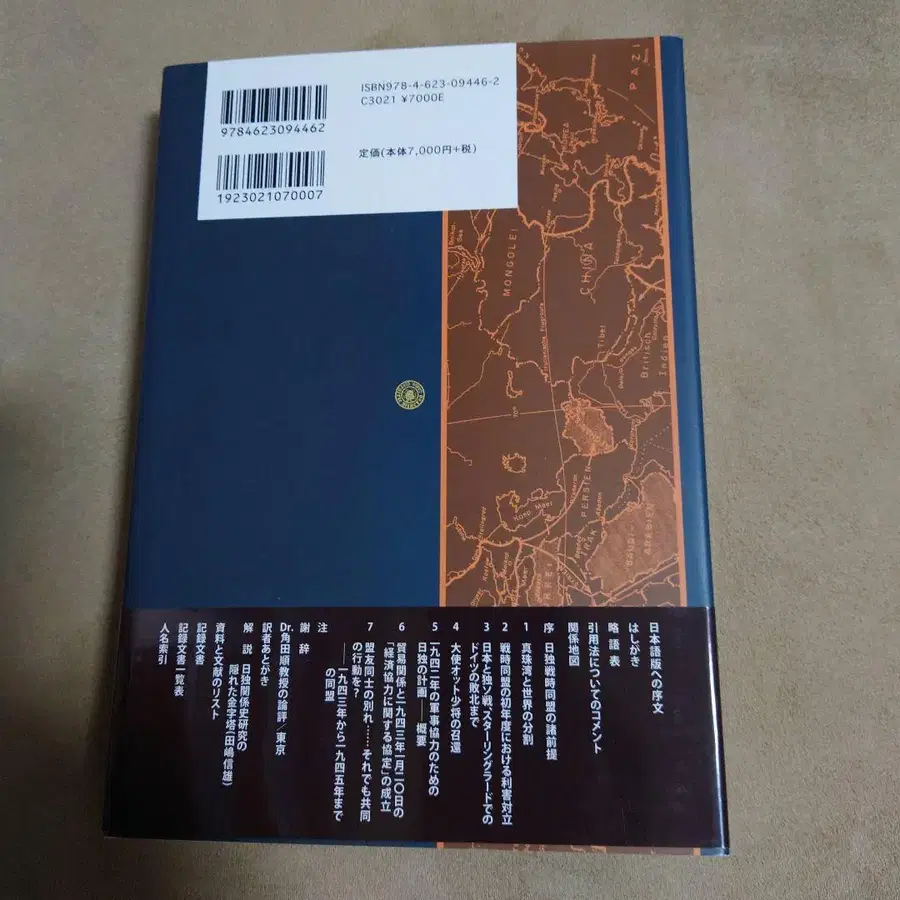 ISBN978-4-623-09446-2
C3021 ¥7000E
9784623094462
定価(本体7,000円+税)
1923021070007
PAZI
MONGOLEI
CHINA
Tibet
Britisch
Indien
PERSIEN
IRAK
SAUDI
ARABIEN
日本語版への序文
はしがき
略語表
引用法についてのコメント
関係地図
序 日独戦時同盟の諸前提
1 真珠湾と世界の分割
2 戦時同盟の初年度における利害対立
3 日本と独ソ戦「スターリングラードでの
ドイツの敗北まで
4 大使オット少将の召還
5 一九四二年の軍事協力のための
日独の計画――概要
6 貿易関係と一九四三年一月二〇日の
「経済協力に関する協定」の成立
7 盟友同士の別れ……それでも共同
の行動を?
――一九四三年から一九四五年まで
の同盟
注
謝辞
Dr.角田順教授の論評/東京
訳者あとがき
解説 日独関係史研究の
隠れた金字塔(田嶋信雄)
資料と文献のリスト
記録文書
記録文書一覧表
人名索引